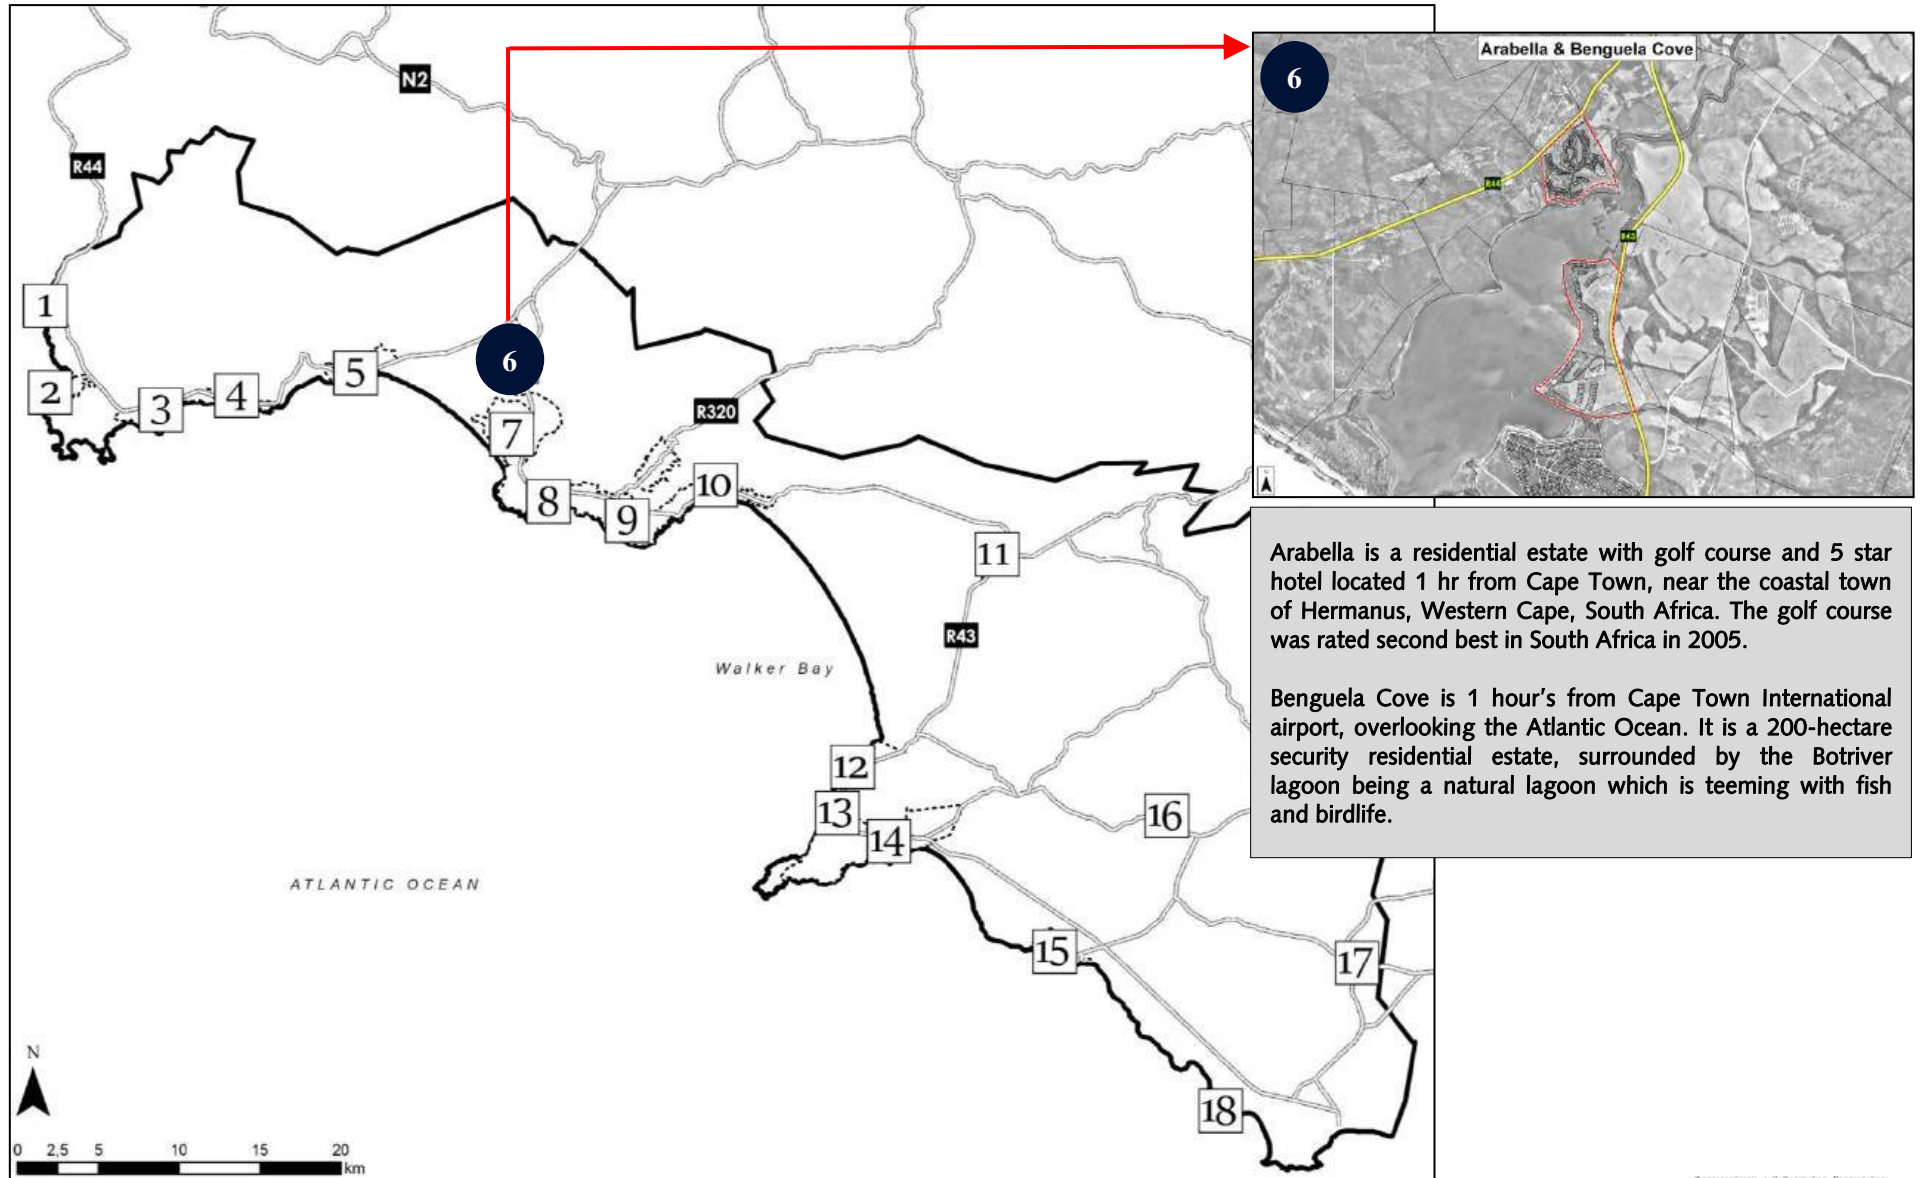 N2
R44
1
2
3
4
5
6
7
8
9
10
R320
11
R43
Walker Bay
12
13
14
16
ATLANTIC OCEAN
15
17
18
N
0 2,5 5 10 15 20
km
6
Arabella & Benguela Cove
R44
R43
Arabella is a residential estate with golf course and 5 star
hotel located 1 hr from Cape Town, near the coastal town
of Hermanus, Western Cape, South Africa. The golf course
was rated second best in South Africa in 2005.
Benguela Cove is 1 hour's from Cape Town International
airport, overlooking the Atlantic Ocean. It is a 200-hectare
security residential estate, surrounded by the Botriver
lagoon being a natural lagoon which is teeming with fish
and birdlife.